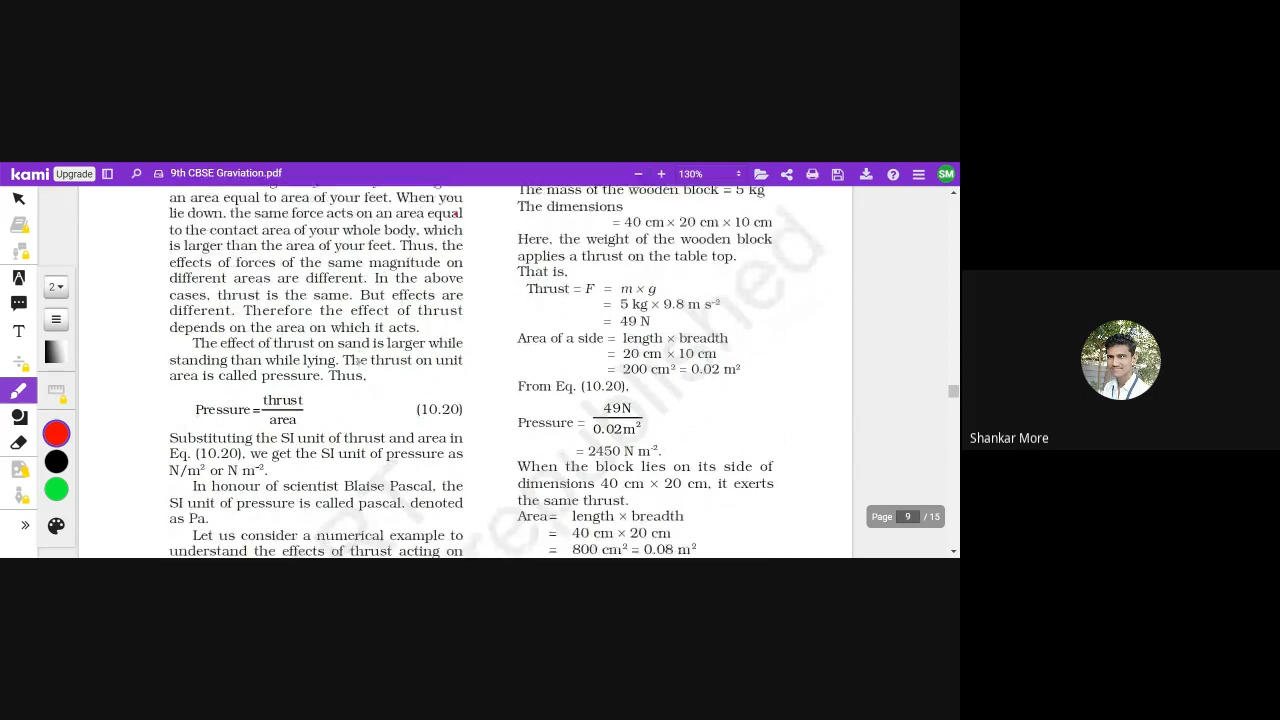 kami Upgrade 9th CBSE Graviation.pdf 130% SM
an area equal to area of your feet. When you
lie down, the same force acts on an area equal
to the contact area of your whole body, which
is larger than the area of your feet. Thus, the
effects of forces of the same magnitude on
different areas are different. In the above
cases, thrust is the same. But effects are
different. Therefore the effect of thrust
depends on the area on which it acts.
The effect of thrust on sand is larger while
standing than while lying. The thrust on unit
area is called pressure. Thus,
Pressure = thrust / area (10.20)
Substituting the SI unit of thrust and area in
Eq. (10.20), we get the SI unit of pressure as
N/m² or N m⁻².
In honour of scientist Blaise Pascal, the
SI unit of pressure is called pascal, denoted
as Pa.
Let us consider a numerical example to
understand the effects of thrust acting on
The mass of the wooden block = 5 kg
The dimensions
= 40 cm × 20 cm × 10 cm
Here, the weight of the wooden block
applies a thrust on the table top.
That is,
Thrust = F = m × g
= 5 kg × 9.8 m s⁻²
= 49 N
Area of a side = length × breadth
= 20 cm × 10 cm
= 200 cm² = 0.02 m²
From Eq. (10.20),
Pressure = 49N / 0.02m²
= 2450 N m⁻².
When the block lies on its side of
dimensions 40 cm × 20 cm, it exerts
the same thrust.
Area= length × breadth
= 40 cm × 20 cm
= 800 cm² = 0.08 m²
republished
2
T
Page 9 / 15
Shankar More